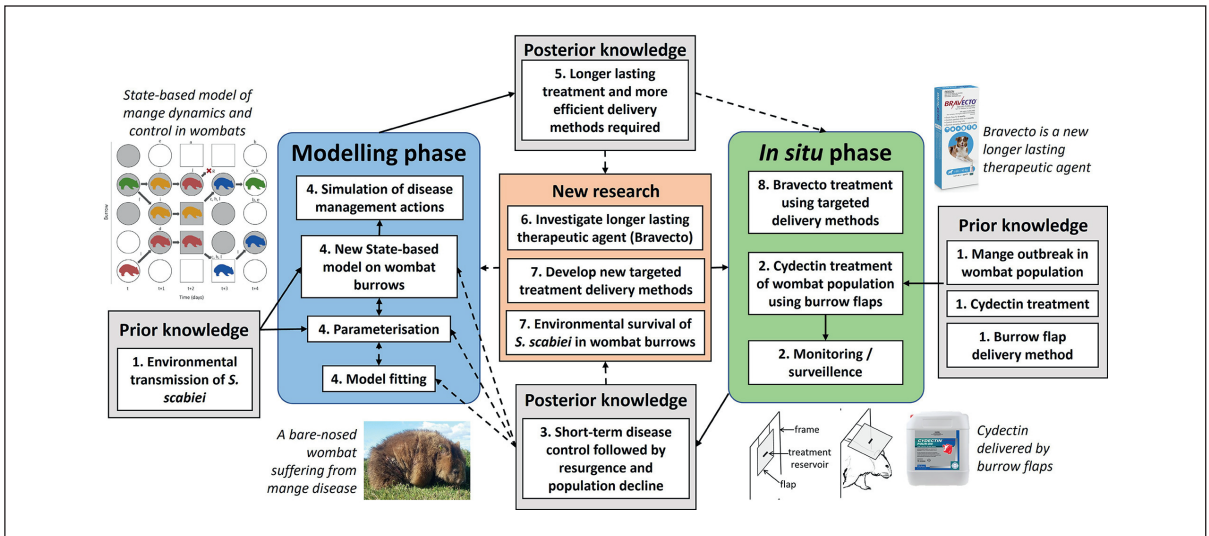 Posterior knowledge
5. Longer lasting
treatment and more
efficient delivery
methods required
State-based model of
mange dynamics and
control in wombats
Burrow
t
t+1
t+2
t+3
t+4
Time (days)
Modelling phase
4. Simulation of disease
management actions
4. New State-based
model on wombat
burrows
4. Parameterisation
4. Model fitting
Prior knowledge
1. Environmental
transmission of S.
scabiei
New research
6. Investigate longer lasting
therapeutic agent (Bravecto)
7. Develop new targeted
treatment delivery methods
7. Environmental survival of
S. scabiei in wombat burrows
In situ phase
8. Bravecto treatment
using targeted
delivery methods
2. Cydectin treatment
of wombat population
using burrow flaps
2. Monitoring /
surveillence
BRAVECTO
Bravecto is a new
longer lasting
therapeutic agent
Prior knowledge
1. Mange outbreak in
wombat population
1. Cydectin treatment
1. Burrow flap
delivery method
A bare-nosed
wombat
suffering from
mange disease
Posterior knowledge
3. Short-term disease
control followed by
resurgence and
population decline
frame
treatment
reservoir
flap
CYDECTIN
Cydectin
delivered by
burrow flaps